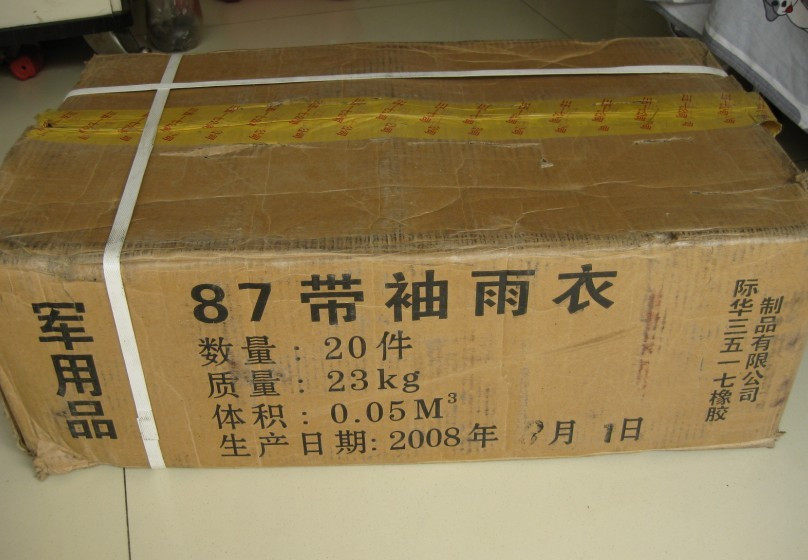 军用品
87带袖雨衣
数量：20件
质量：23kg
体积：0.05M³
生产日期：2008年 月1日
际华三五一七橡胶
制品有限公司